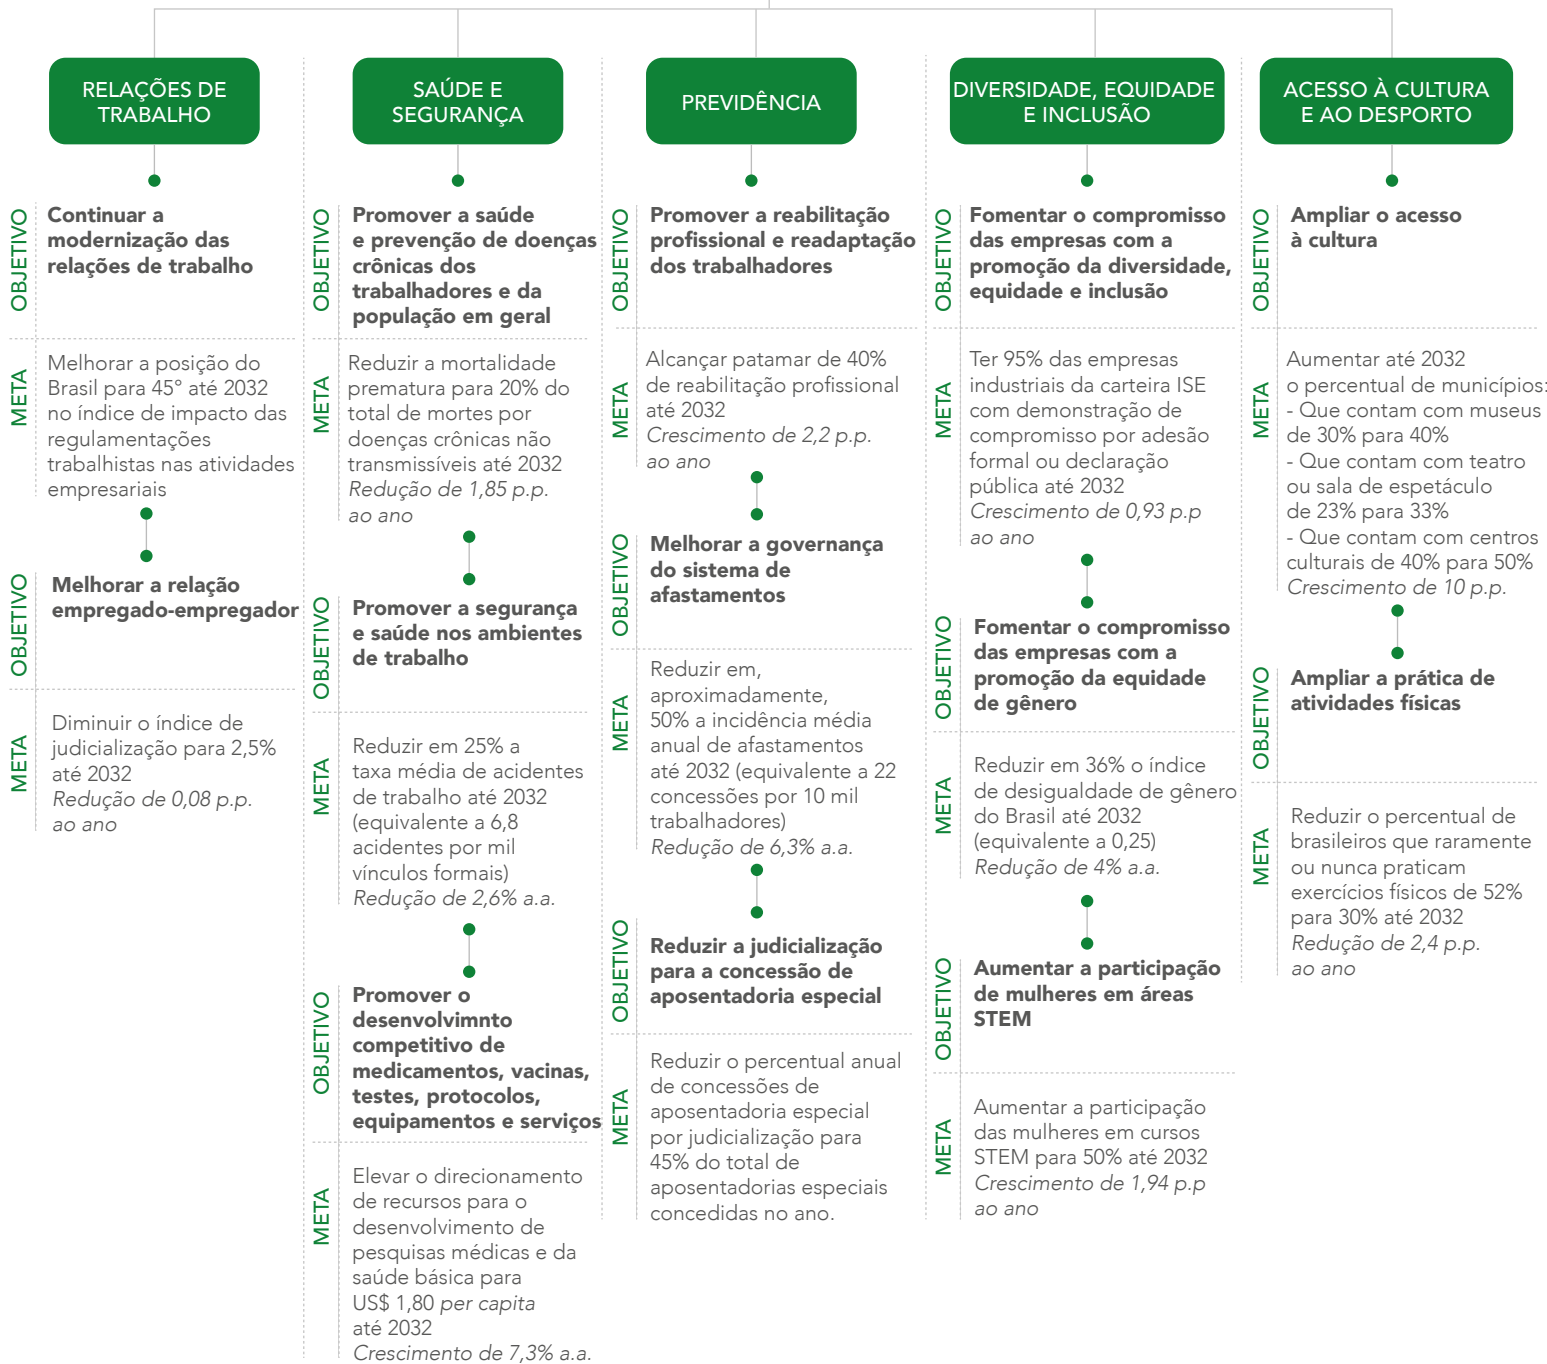 RELAÇÕES DE
TRABALHO
OBJETIVO
Continuar a
modernização das
relações de trabalho
META
Melhorar a posição do
Brasil para 45° até 2032
no índice de impacto das
regulamentações
trabalhistas nas atividades
empresariais
OBJETIVO
Melhorar a relação
empregado-empregador
META
Diminuir o índice de
judicialização para 2,5%
até 2032
Redução de 0,08 p.p.
ao ano
SAÚDE E
SEGURANÇA
OBJETIVO
Promover a saúde
e prevenção de doenças
crônicas dos
trabalhadores e da
população em geral
META
Reduzir a mortalidade
prematura para 20% do
total de mortes por
doenças crônicas não
transmissíveis até 2032
Redução de 1,85 p.p.
ao ano
OBJETIVO
Promover a segurança
e saúde nos ambientes
de trabalho
META
Reduzir em 25% a
taxa média de acidentes
de trabalho até 2032
(equivalente a 6,8
acidentes por mil
vínculos formais)
Redução de 2,6% a.a.
OBJETIVO
Promover o
desenvolvimnto
competitivo de
medicamentos, vacinas,
testes, protocolos,
equipamentos e serviços
META
Elevar o direcionamento
de recursos para o
desenvolvimento de
pesquisas médicas e da
saúde básica para
US$ 1,80 per capita
até 2032
Crescimento de 7,3% a.a.
PREVIDÊNCIA
OBJETIVO
Promover a reabilitação
profissional e readaptação
dos trabalhadores
META
Alcançar patamar de 40%
de reabilitação profissional
até 2032
Crescimento de 2,2 p.p.
ao ano
OBJETIVO
Melhorar a governança
do sistema de
afastamentos
META
Reduzir em,
aproximadamente,
50% a incidência média
anual de afastamentos
até 2032 (equivalente a 22
concessões por 10 mil
trabalhadores)
Redução de 6,3% a.a.
OBJETIVO
Reduzir a judicialização
para a concessão de
aposentadoria especial
META
Reduzir o percentual anual
de concessões de
aposentadoria especial
por judicialização para
45% do total de
aposentadorias especiais
concedidas no ano.
DIVERSIDADE, EQUIDADE
E INCLUSÃO
OBJETIVO
Fomentar o compromisso
das empresas com a
promoção da diversidade,
equidade e inclusão
META
Ter 95% das empresas
industriais da carteira ISE
com demonstração de
compromisso por adesão
formal ou declaração
pública até 2032
Crescimento de 0,93 p.p
ao ano
OBJETIVO
Fomentar o compromisso
das empresas com a
promoção da equidade
de gênero
META
Reduzir em 36% o índice
de desigualdade de gênero
do Brasil até 2032
(equivalente a 0,25)
Redução de 4% a.a.
OBJETIVO
Aumentar a participação
de mulheres em áreas
STEM
META
Aumentar a participação
das mulheres em cursos
STEM para 50% até 2032
Crescimento de 1,94 p.p
ao ano
ACESSO À CULTURA
E AO DESPORTO
OBJETIVO
Ampliar o acesso
à cultura
META
Aumentar até 2032
o percentual de municípios:
- Que contam com museus
de 30% para 40%
- Que contam com teatro
ou sala de espetáculo
de 23% para 33%
- Que contam com centros
culturais de 40% para 50%
Crescimento de 10 p.p.
OBJETIVO
Ampliar a prática de
atividades físicas
META
Reduzir o percentual de
brasileiros que raramente
ou nunca praticam
exercícios físicos de 52%
para 30% até 2032
Redução de 2,4 p.p.
ao ano